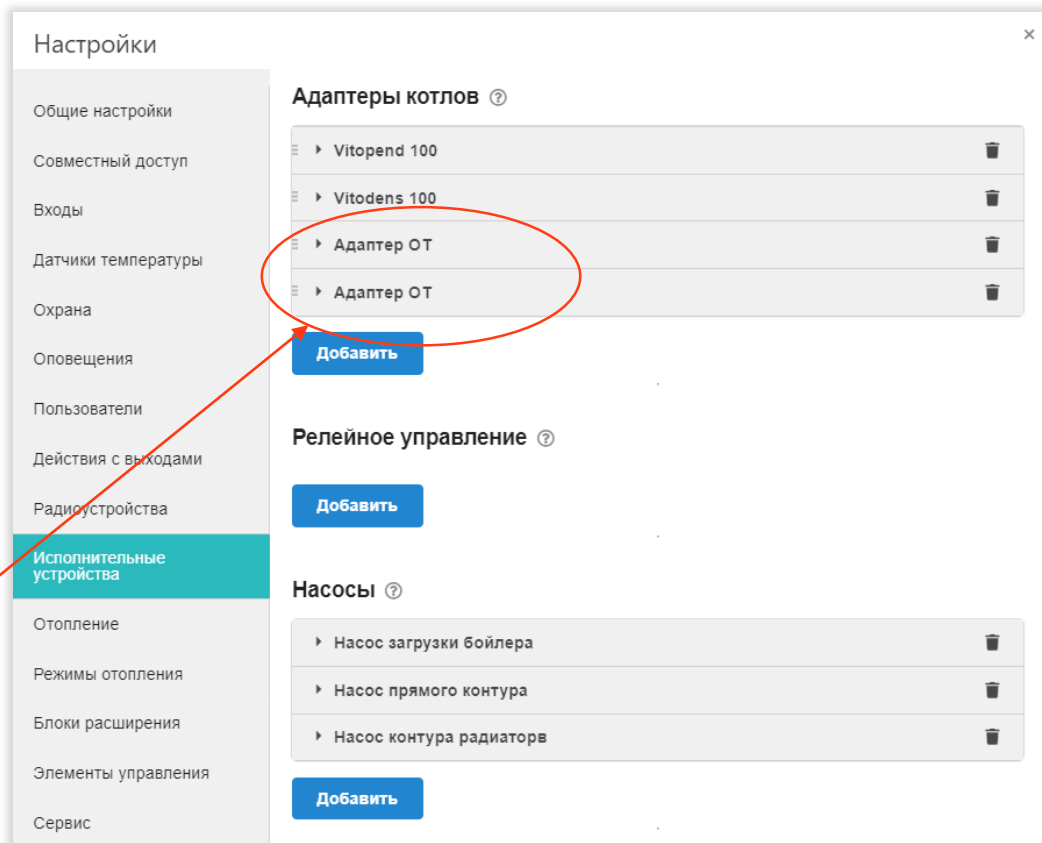 Настройки
×
Общие настройки
Совместный доступ
Входы
Датчики температуры
Охрана
Оповещения
Пользователи
Действия с выходами
Радиоустройства
Исполнительные
устройства
Отопление
Режимы отопления
Блоки расширения
Элементы управления
Сервис
Адаптеры котлов ?
Vitopend 100
Vitodens 100
Адаптер ОТ
Адаптер ОТ
Добавить
Релейное управление ?
Добавить
Насосы ?
Насос загрузки бойлера
Насос прямого контура
Насос контура радиаторв
Добавить